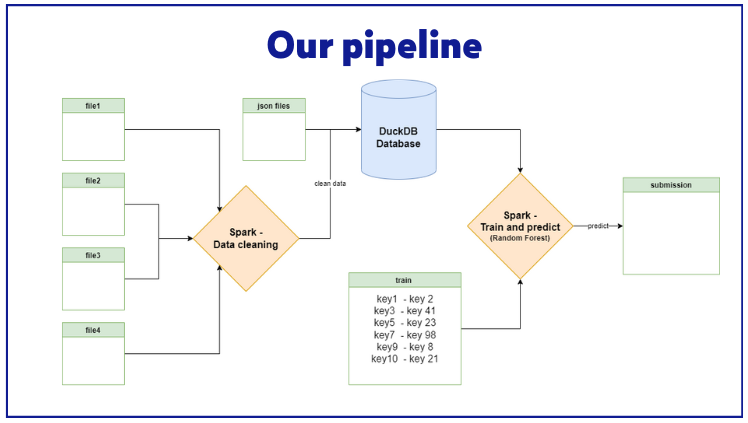 Our pipeline
file1
json files
DuckDB
Database
file2
clean data
submission
Spark -
Data cleaning
Spark -
Train and predict
(Random Forest)
predict
file3
train
key1 - key 2
key3 - key 41
key5 - key 23
key7 - key 98
key9 - key 8
key10 - key 21
file4